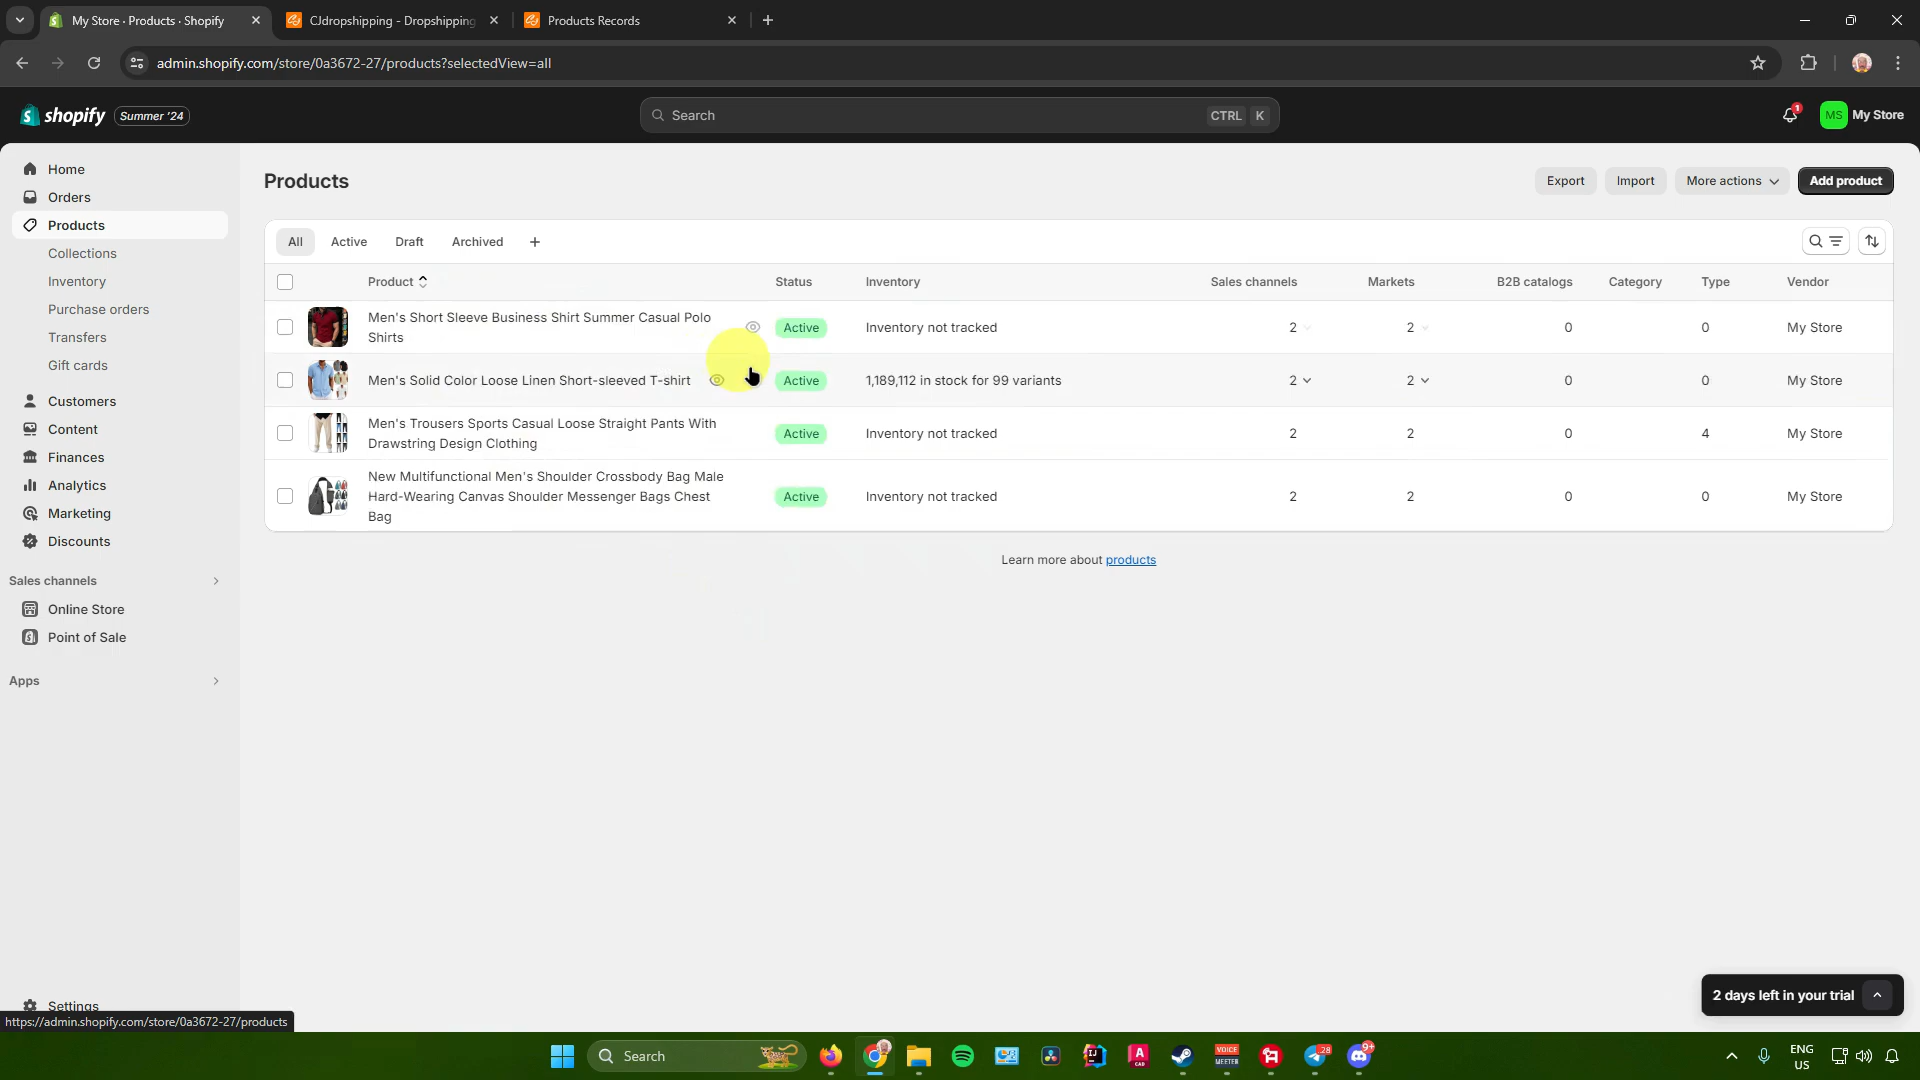 My Store · Products · Shopify
CJdropshipping - Dropshipping
Products Records
admin.shopify.com/store/0a3672-27/products?selectedView=all
shopify
Summer '24
Search
CTRL K
1
MS
My Store
Home
Orders
Products
Collections
Inventory
Purchase orders
Transfers
Gift cards
Customers
Content
Finances
Analytics
Marketing
Discounts
Sales channels
Online Store
Point of Sale
Apps
Settings
https://admin.shopify.com/store/0a3672-27/products
Products
Export
Import
More actions
Add product
All
Active
Draft
Archived
Product
Status
Inventory
Sales channels
Markets
B2B catalogs
Category
Type
Vendor
Men's Short Sleeve Business Shirt Summer Casual Polo
Shirts
Active
Inventory not tracked
2
2
0
0
My Store
Men's Solid Color Loose Linen Short-sleeved T-shirt
Active
1,189,112 in stock for 99 variants
2
2
0
0
My Store
Men's Trousers Sports Casual Loose Straight Pants With
Drawstring Design Clothing
Active
Inventory not tracked
2
2
0
4
My Store
New Multifunctional Men's Shoulder Crossbody Bag Male
Hard-Wearing Canvas Shoulder Messenger Bags Chest
Bag
Active
Inventory not tracked
2
2
0
0
My Store
Learn more about products
2 days left in your trial
Search
IJ
A
CAD
VOICE
MEETER
28
9+
ENG
US